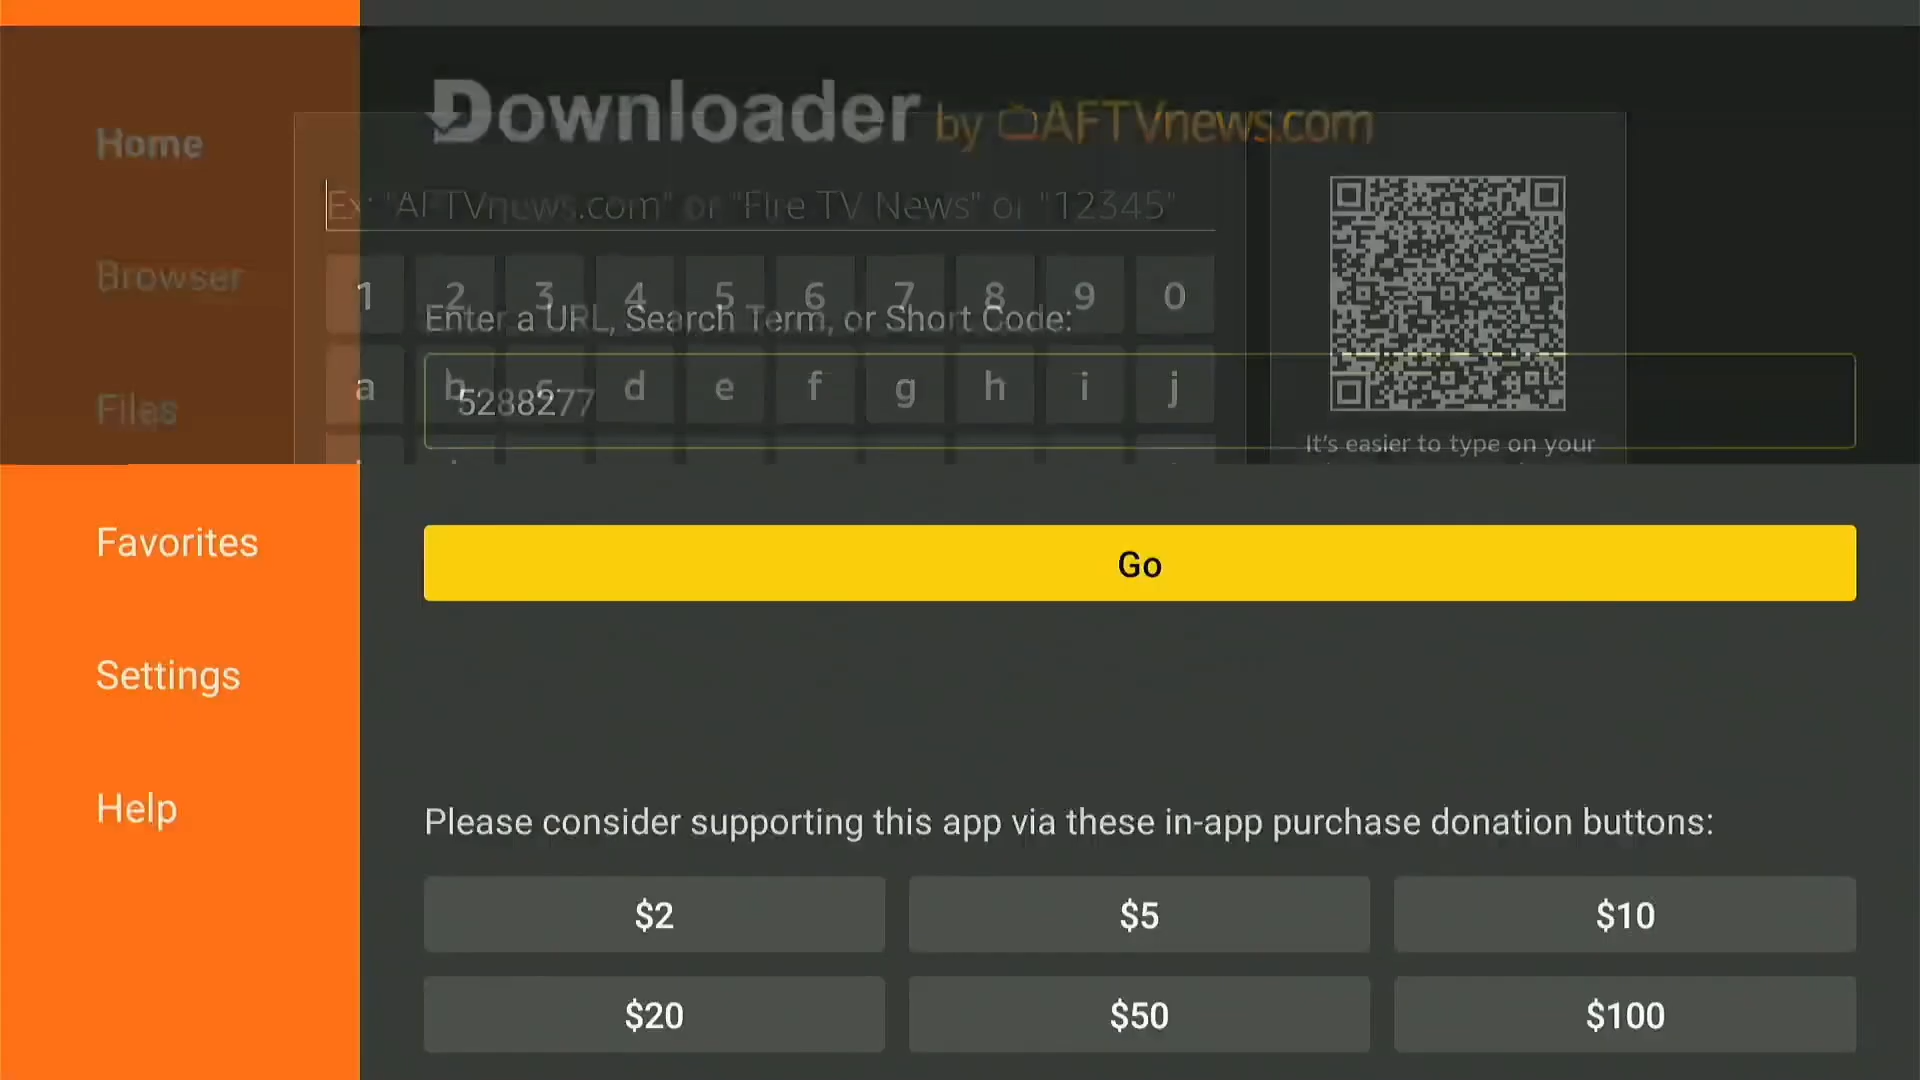 Downloader by AFTVnews.com
Home
Ex: "AFTVnews.com" or "Fire TV News" or "12345"
Browser
1 2 3 4 5 6 7 8 9 0
Enter a URL, Search Term, or Short Code:
a b c d e f g h i j
5288277
Files
It's easier to type on your
Favorites
Go
Settings
Help
Please consider supporting this app via these in-app purchase donation buttons:
$2 $5 $10
$20 $50 $100